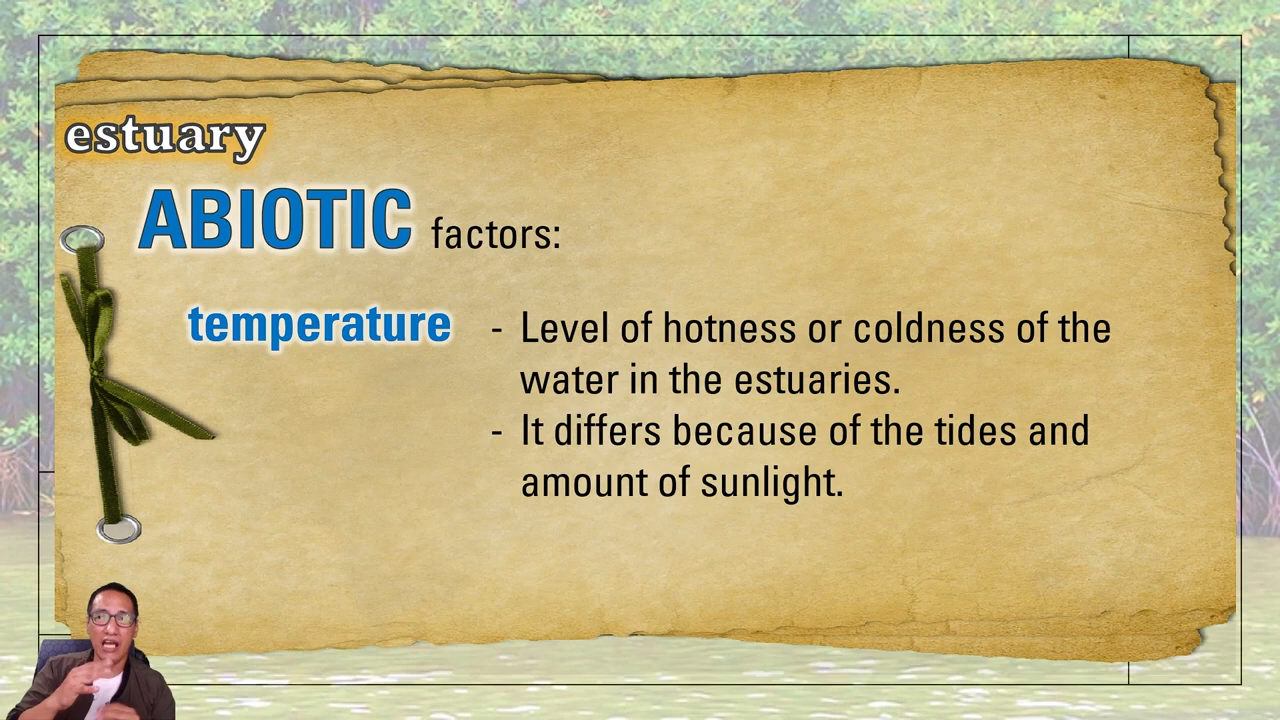 estuary
ABIOTIC factors:
temperature - Level of hotness or coldness of the
water in the estuaries.
- It differs because of the tides and
amount of sunlight.